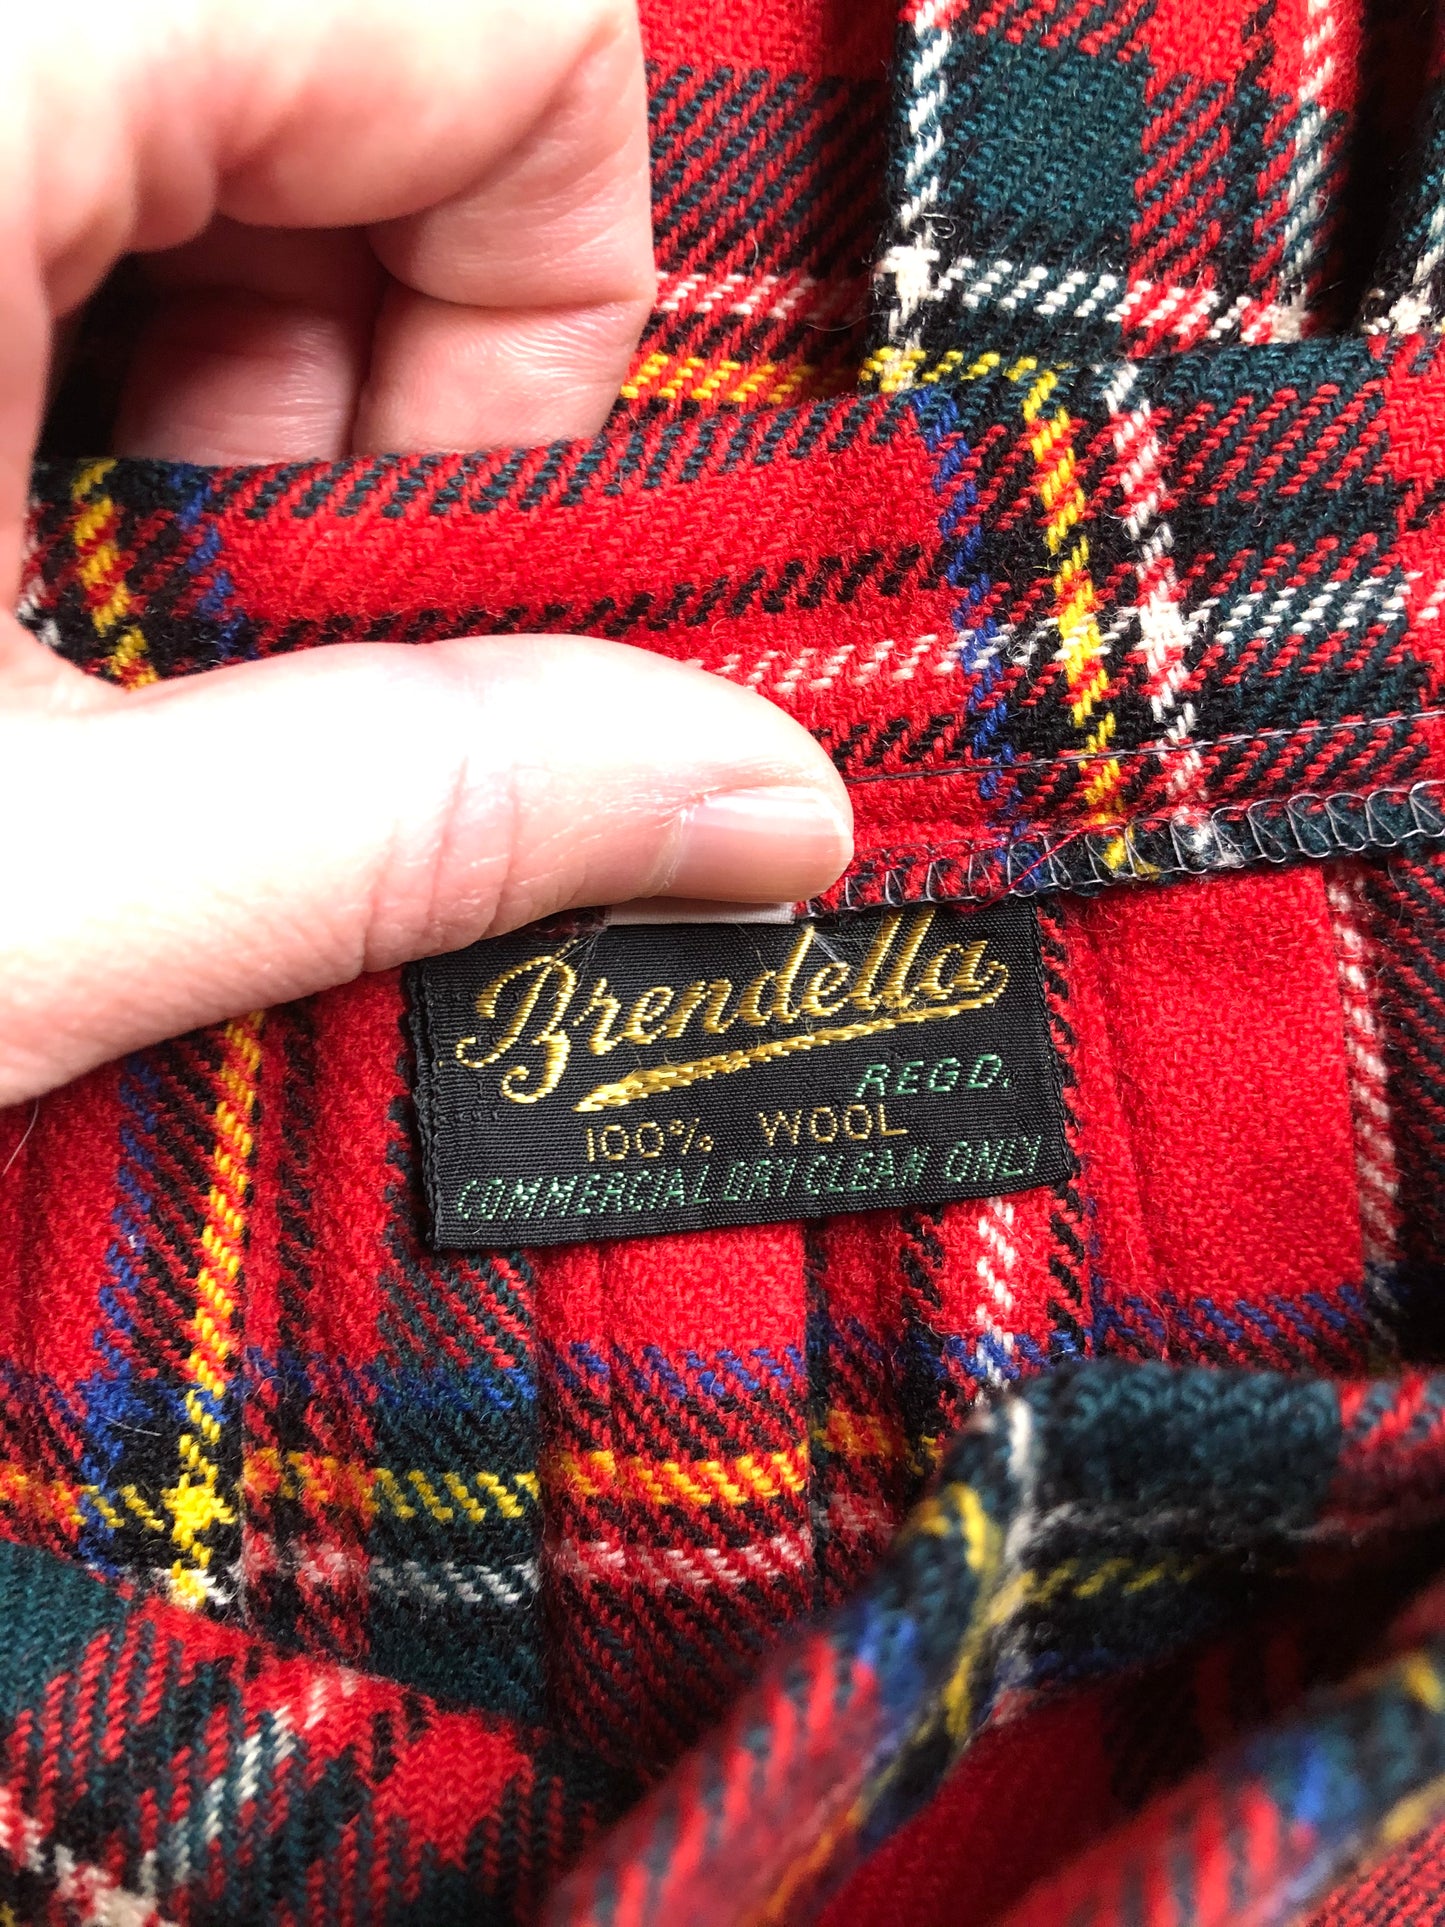 Brendella
REGD.
100% WOOL
COMMERCIAL DRY CLEAN ONLY